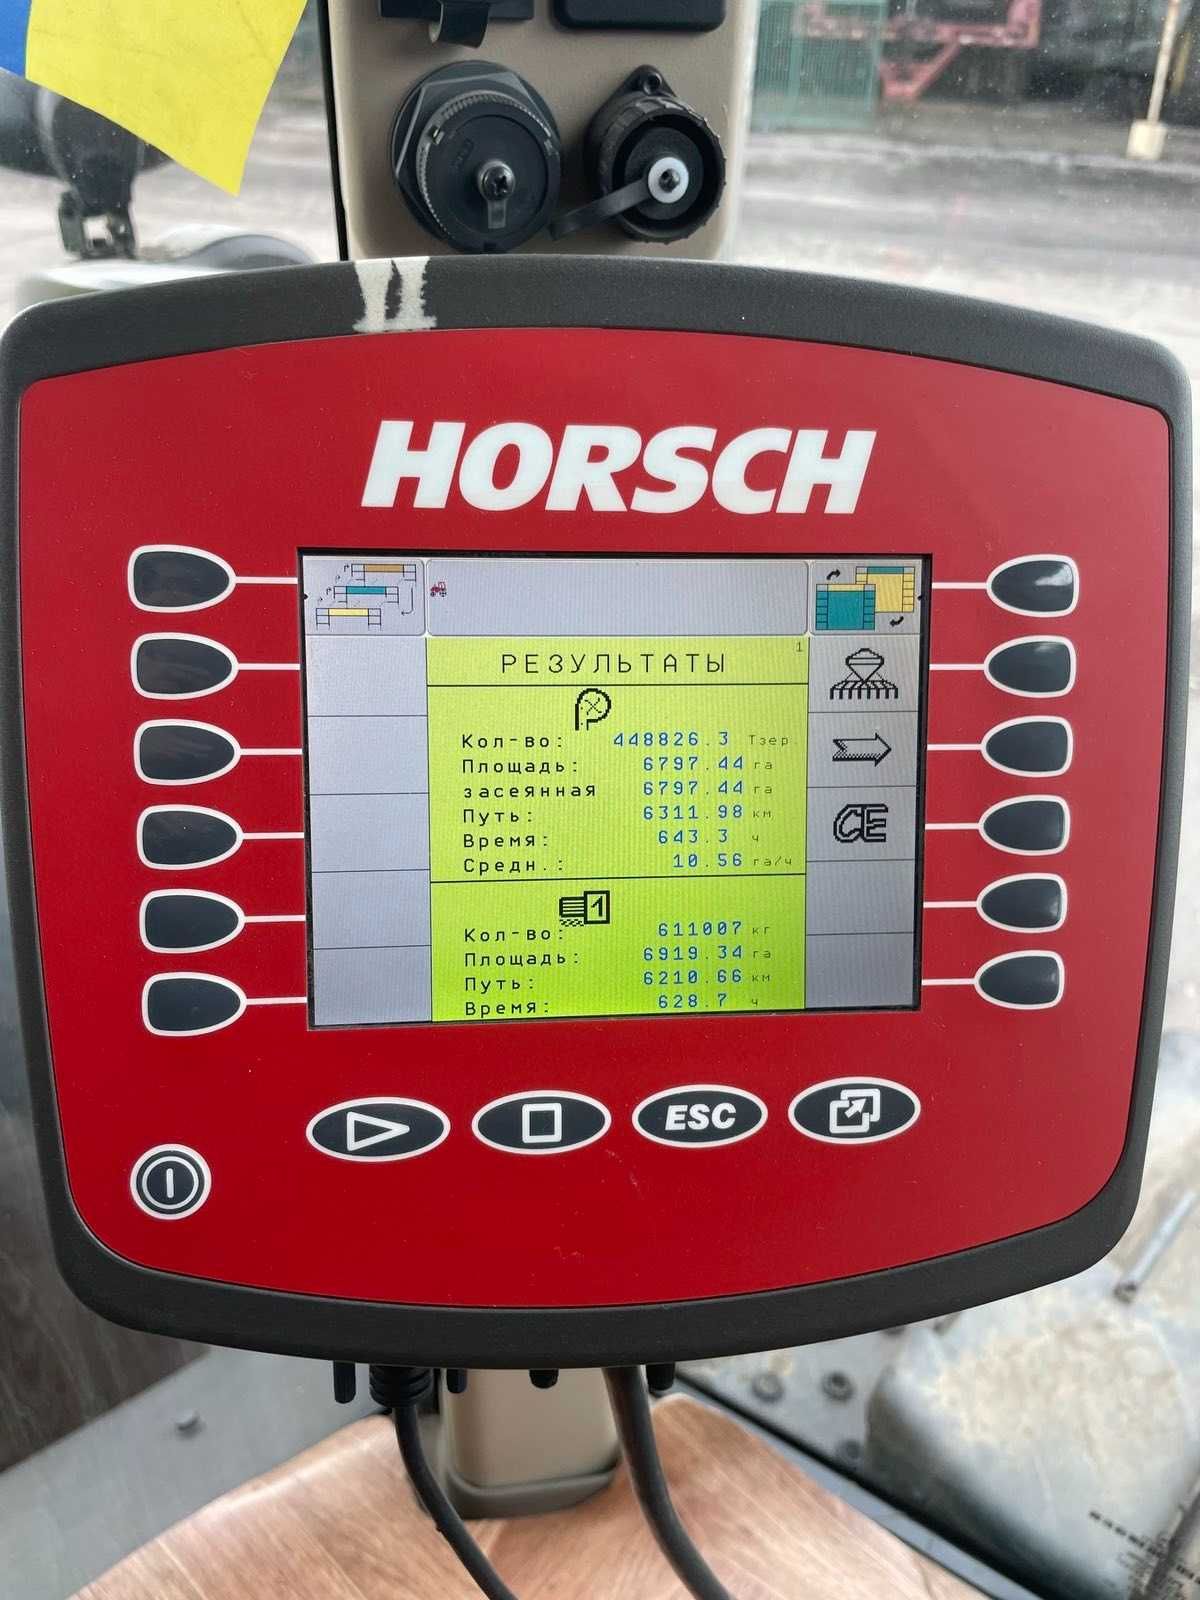 HORSCH
1
РЕЗУЛЬТАТЫ
Кол-во: 448826.3 Тзер.
Площадь: 6797.44 га
засеянная 6797.44 га
Путь: 6311.98 км
Время: 643.3 ч
Средн.: 10.56 га/ч
1
Кол-во: 611007 кг
Площадь: 6919.34 га
Путь: 6210.66 км
Время: 628.7 ч
CE
ESC